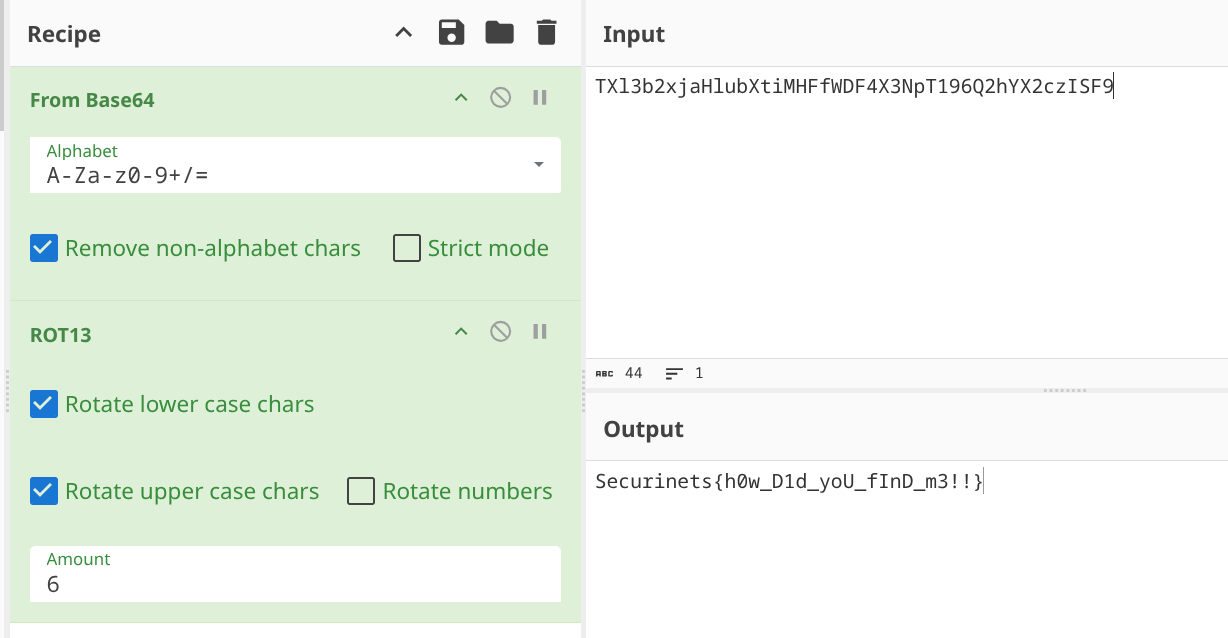 Recipe
From Base64
Alphabet
A-Za-z0-9+/=
Remove non-alphabet chars
Strict mode
ROT13
Rotate lower case chars
Rotate upper case chars
Rotate numbers
Amount
6
Input
TXl3b2xjaHlubXtiMHFfWDF4X3NpT196Q2hYX2czISF9
ABC 44 1
Output
Securinets{h0w_D1d_yoU_fInD_m3!!}